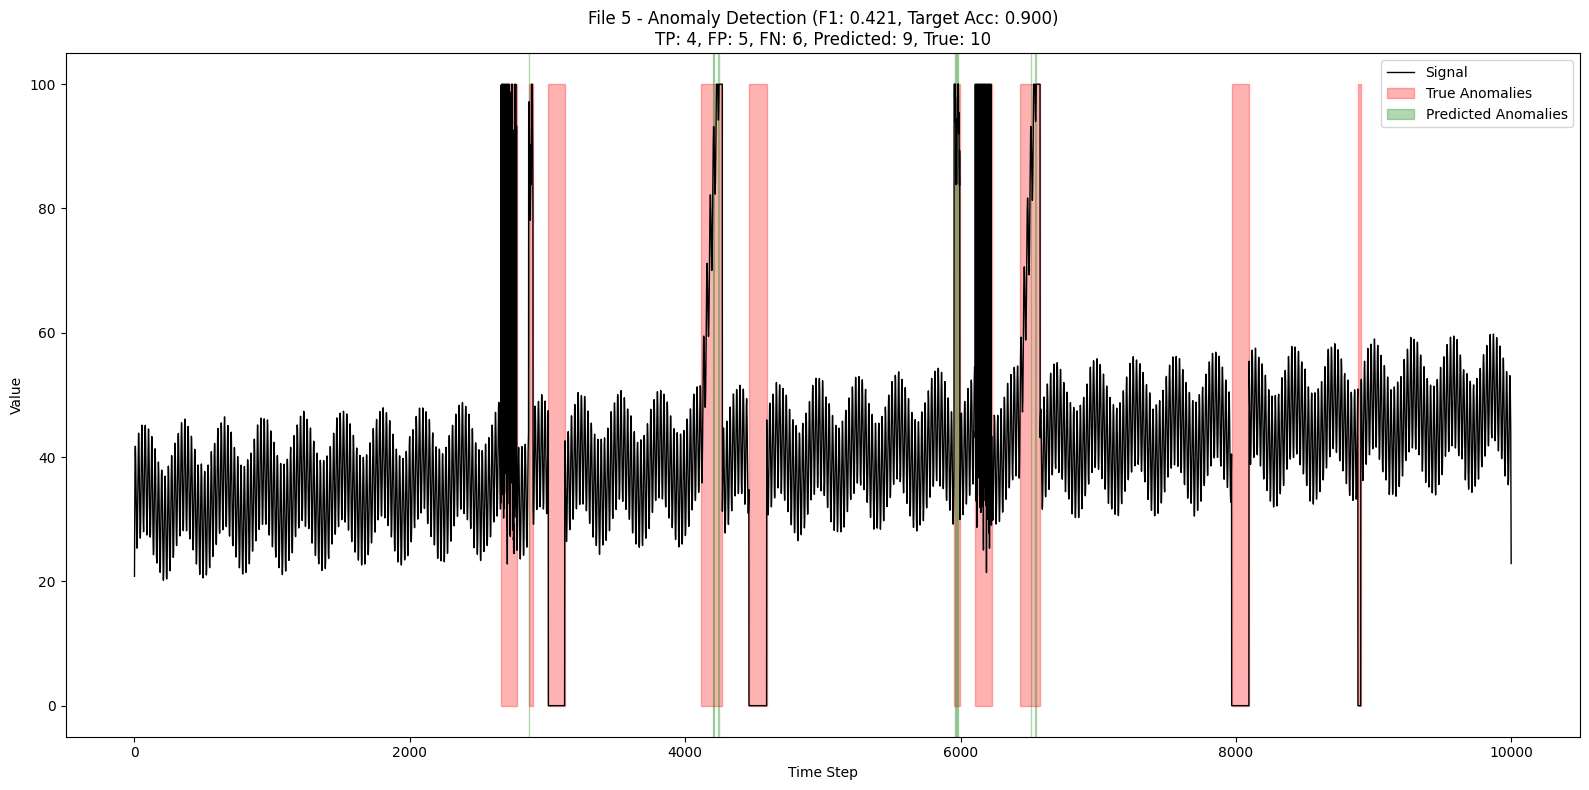 File 5 - Anomaly Detection (F1: 0.421, Target Acc: 0.900)
TP: 4, FP: 5, FN: 6, Predicted: 9, True: 10
Signal
True Anomalies
Predicted Anomalies
100
80
60
40
20
0
Value
0 2000 4000 6000 8000 10000
Time Step